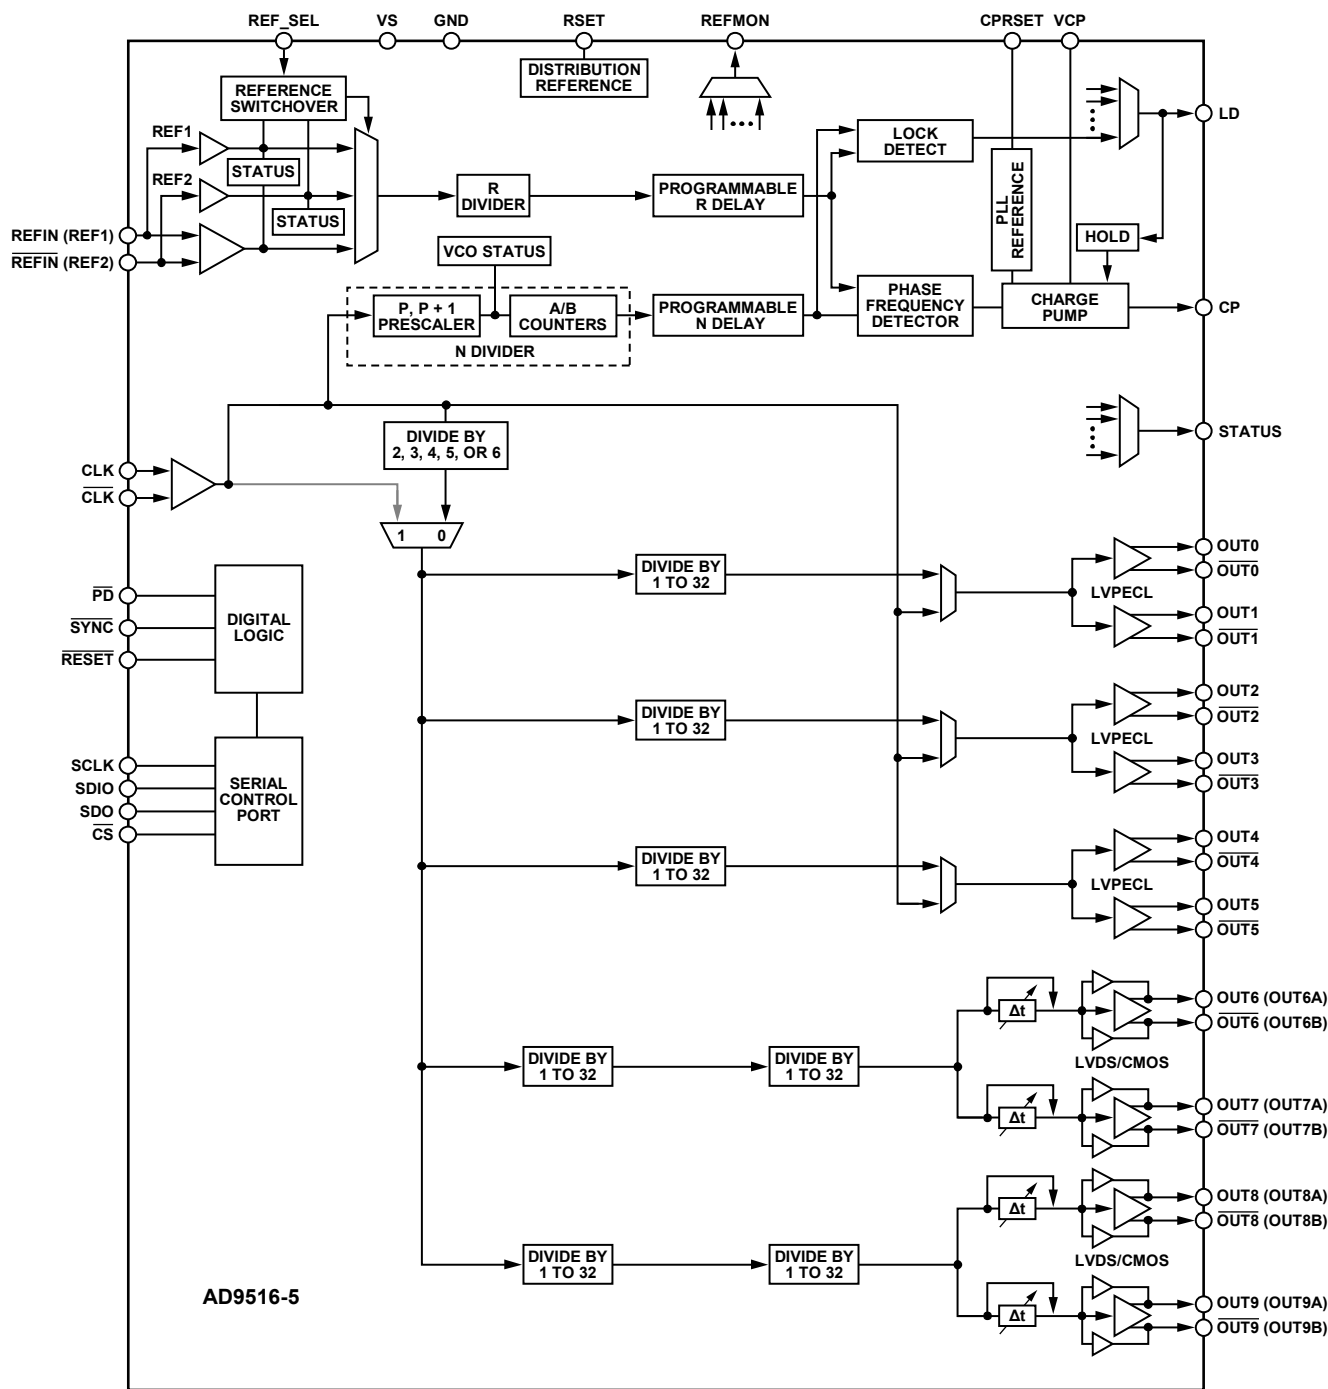 REF_SEL
VS
GND
RSET
REFMON
CPRSET
VCP
DISTRIBUTION
REFERENCE
REFERENCE
SWITCHOVER
REF1
STATUS
REF2
STATUS
REFIN (REF1)
REFIN (REF2)
R
DIVIDER
PROGRAMMABLE
R DELAY
LOCK
DETECT
LD
PLL
REFERENCE
HOLD
VCO STATUS
P, P + 1
PRESCALER
A/B
COUNTERS
N DIVIDER
PROGRAMMABLE
N DELAY
PHASE
FREQUENCY
DETECTOR
CHARGE
PUMP
CP
STATUS
DIVIDE BY
2, 3, 4, 5, OR 6
CLK
CLK
1 0
PD
SYNC
RESET
DIGITAL
LOGIC
SCLK
SDIO
SDO
CS
SERIAL
CONTROL
PORT
DIVIDE BY
1 TO 32
LVPECL
OUT0
OUT0
OUT1
OUT1
DIVIDE BY
1 TO 32
LVPECL
OUT2
OUT2
OUT3
OUT3
DIVIDE BY
1 TO 32
LVPECL
OUT4
OUT4
OUT5
OUT5
DIVIDE BY
1 TO 32
DIVIDE BY
1 TO 32
Δt
Δt
LVDS/CMOS
OUT6 (OUT6A)
OUT6 (OUT6B)
OUT7 (OUT7A)
OUT7 (OUT7B)
DIVIDE BY
1 TO 32
DIVIDE BY
1 TO 32
Δt
Δt
LVDS/CMOS
OUT8 (OUT8A)
OUT8 (OUT8B)
OUT9 (OUT9A)
OUT9 (OUT9B)
AD9516-5